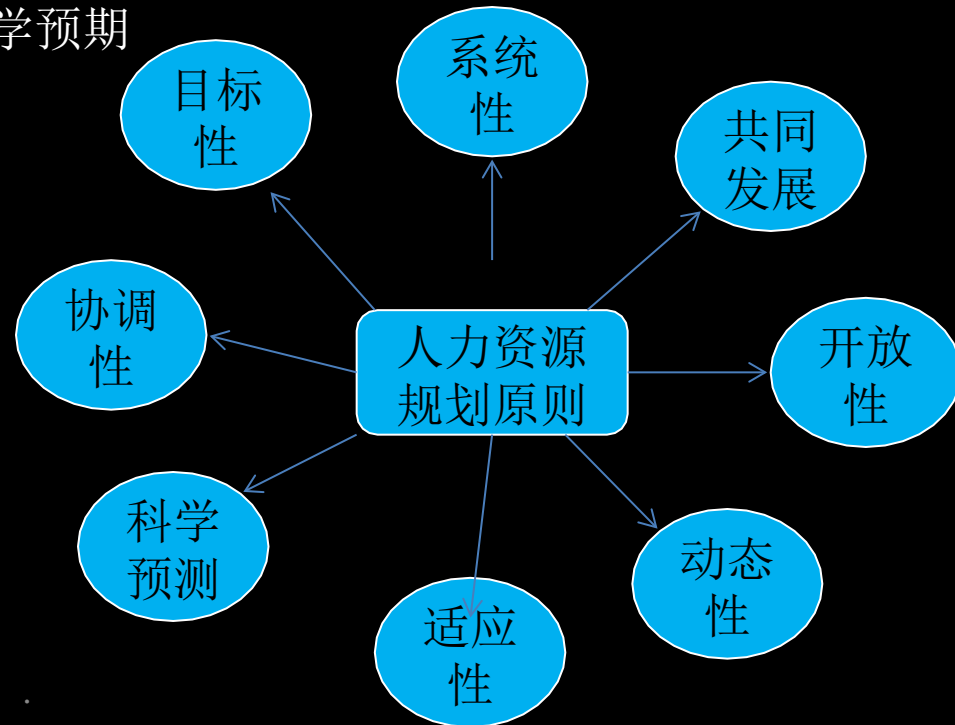 学预期
系统
性
目标
性
共同
发展
协调
性
人力资源
规划原则
开放
性
科学
预测
动态
性
适应
性